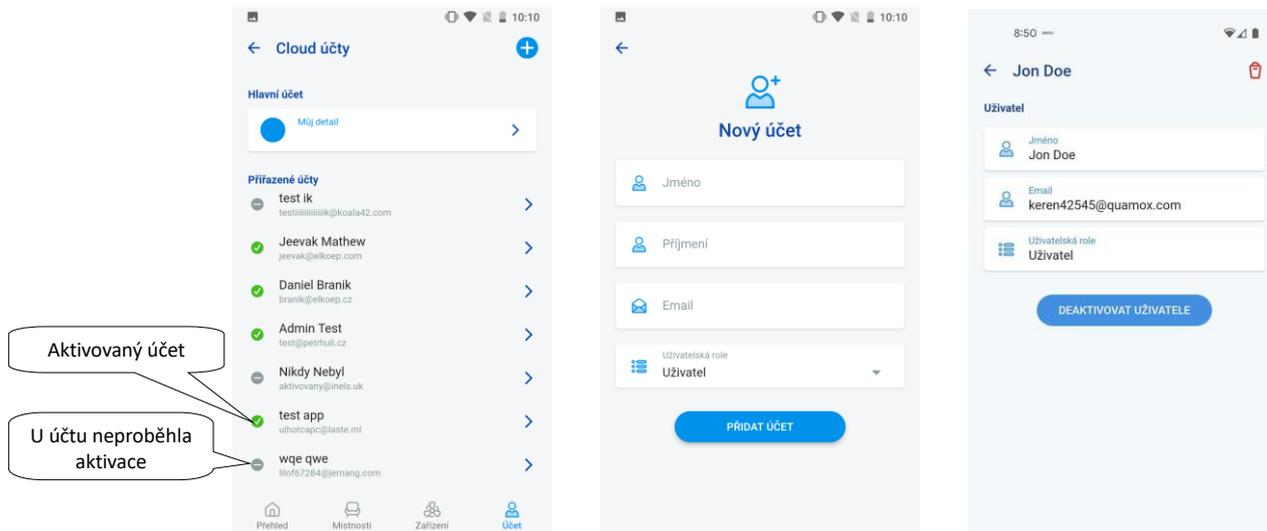 10:10
Cloud účty
Hlavní účet
Můj detail
Přiřazené účty
test ik
Jeevak Mathew
jeevak@elkoep.com
Daniel Branik
branik@elkoep.cz
Admin Test
test@petrhuli.cz
Nikdy Nebyl
aktivovany@inels.uk
test app
uihotcapc@laste.ml
wqe qwe
lilof67284@jernang.com
Přehled
Místnosti
Zařízení
Účet
Aktivovaný účet
U účtu neproběhla
aktivace
10:10
Nový účet
Jméno
Příjmení
Email
Uživatelská role
Uživatel
PŘIDAT ÚČET
8:50
Jon Doe
Uživatel
Jméno
Jon Doe
Email
keren42545@quamox.com
Uživatelská role
Uživatel
DEAKTIVOVAT UŽIVATELE